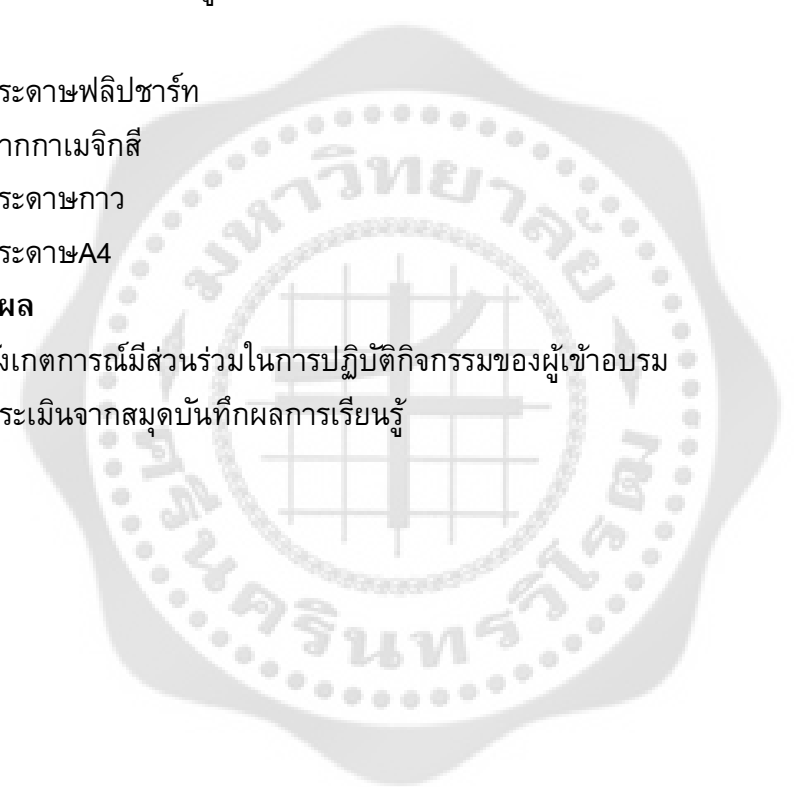 ระดาษฟลิปชาร์ท
ากกาเมจิกสี
ระดาษกาว
ระดาษA4
ผล
ังเกตการณ์มีส่วนร่วมในการปฏิบัติกิจกรรมของผู้เข้าอบรม
ระเมินจากสมุดบันทึกผลการเรียนรู้
มหาวิทยาลัย
ศรีนครินทรวิโรฒ